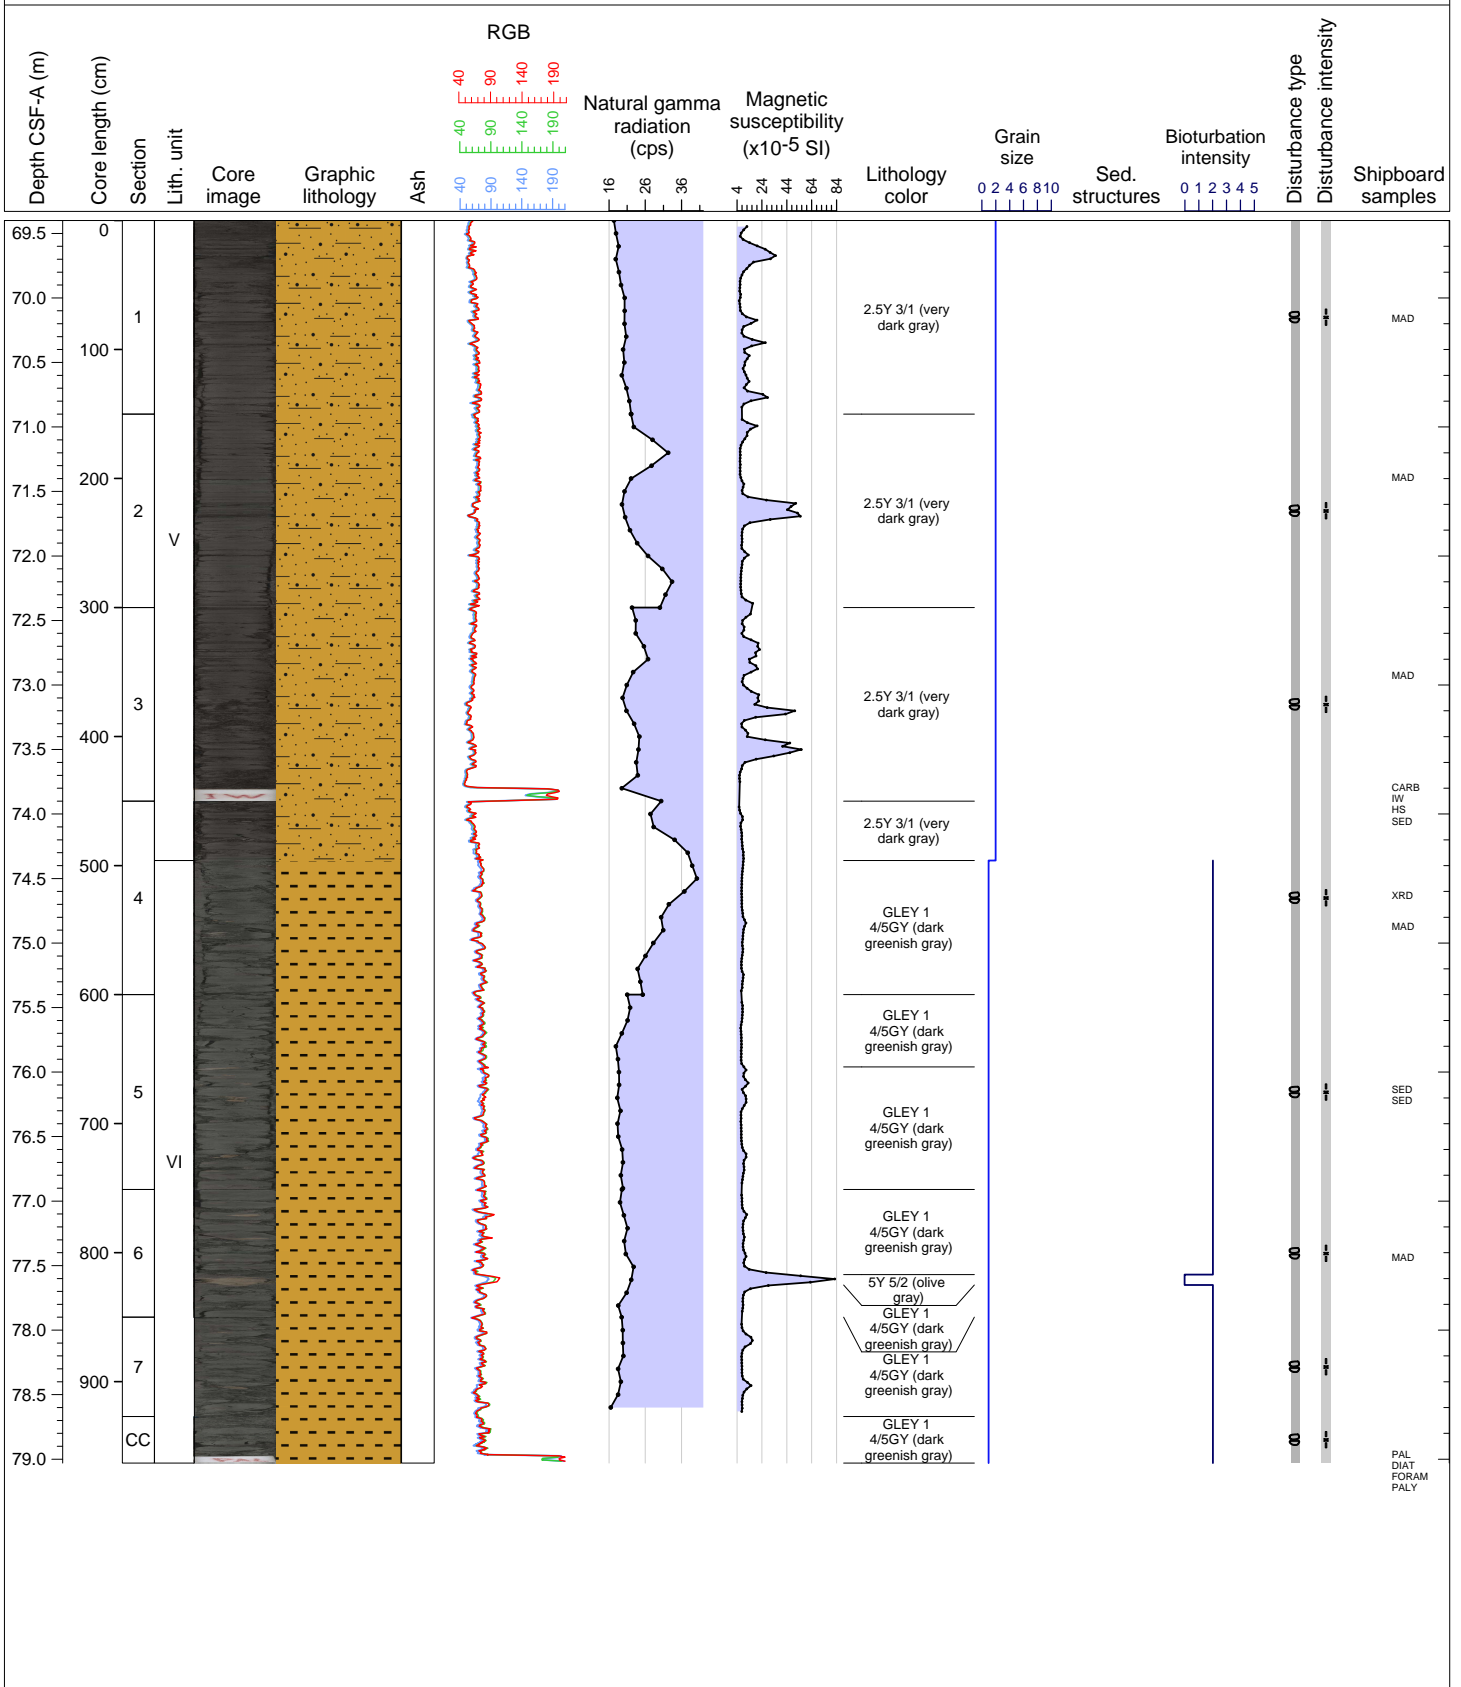 Depth CSF-A (m)
Core length (cm)
Section
Lith. unit
Core
image
Graphic
lithology
Ash
RGB
40 90 140 190
40 90 140 190
40 90 140 190
Natural gamma
radiation
(cps)
16 26 36
Magnetic
susceptibility
(x10-5 SI)
4 24 44 64 84
Lithology
color
Grain
size
0 2 4 6 8 10
Sed.
structures
Bioturbation
intensity
0 1 2 3 4 5
Disturbance type
Disturbance intensity
Shipboard
samples
69.5
70.0
70.5
71.0
71.5
72.0
72.5
73.0
73.5
74.0
74.5
75.0
75.5
76.0
76.5
77.0
77.5
78.0
78.5
79.0
0
100
200
300
400
500
600
700
800
900
1
2
3
4
5
6
7
CC
V
VI
IW
PAL
2.5Y 3/1 (very
dark gray)
2.5Y 3/1 (very
dark gray)
2.5Y 3/1 (very
dark gray)
2.5Y 3/1 (very
dark gray)
GLEY 1
4/5GY (dark
greenish gray)
GLEY 1
4/5GY (dark
greenish gray)
GLEY 1
4/5GY (dark
greenish gray)
GLEY 1
4/5GY (dark
greenish gray)
5Y 5/2 (olive
gray)
GLEY 1
4/5GY (dark
greenish gray)
GLEY 1
4/5GY (dark
greenish gray)
GLEY 1
4/5GY (dark
greenish gray)
MAD
MAD
MAD
CARB
IW
HS
SED
XRD
MAD
SED
SED
MAD
PAL
DIAT
FORAM
PALY